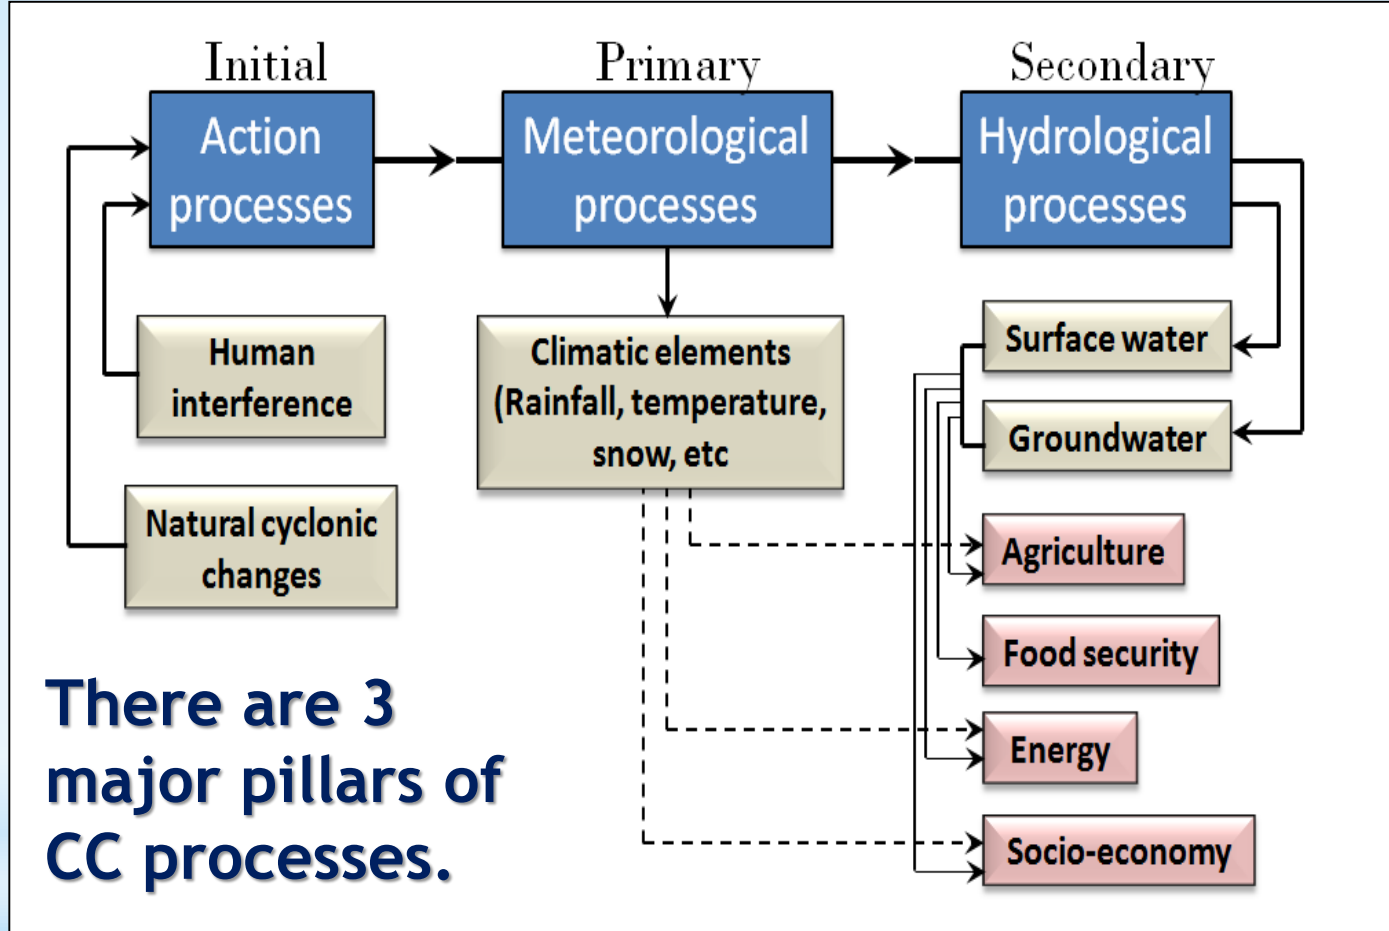 Initial
Action
processes
Human
interference
Natural cyclonic
changes
Primary
Meteorological
processes
Climatic elements
(Rainfall, temperature,
snow, etc
Secondary
Hydrological
processes
Surface water
Groundwater
Agriculture
Food security
Energy
Socio-economy
There are 3
major pillars of
CC processes.